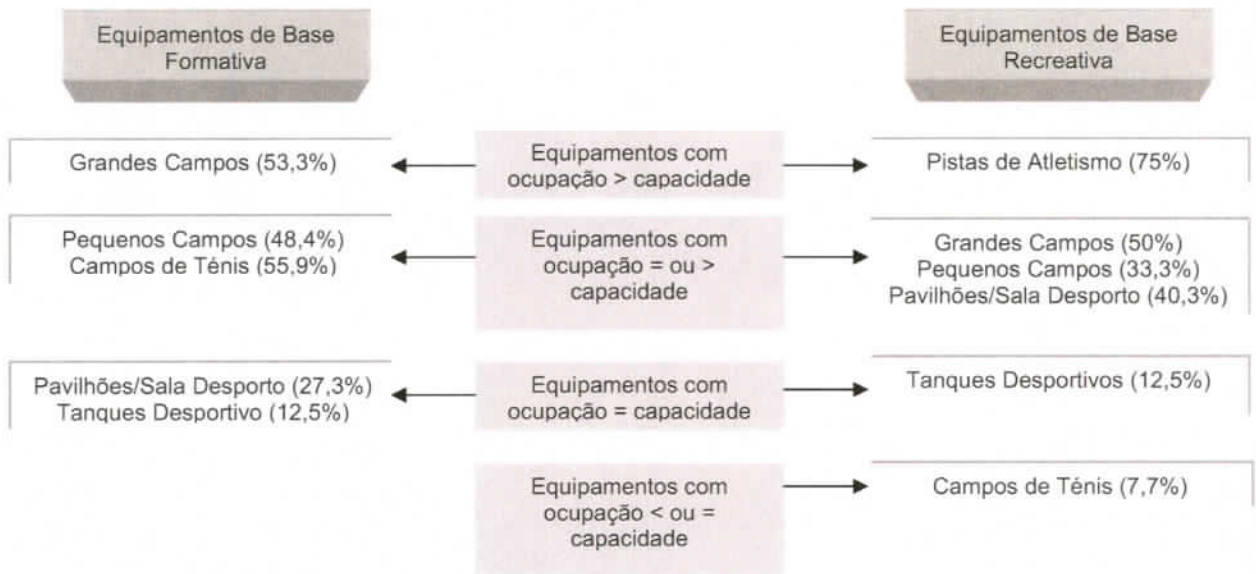 Equipamentos de Base
Formativa
Equipamentos de Base
Recreativa
Grandes Campos (53,3%)
Equipamentos com
ocupação > capacidade
Pistas de Atletismo (75%)
Pequenos Campos (48,4%)
Campos de Ténis (55,9%)
Equipamentos com
ocupação = ou >
capacidade
Grandes Campos (50%)
Pequenos Campos (33,3%)
Pavilhões/Sala Desporto (40,3%)
Pavilhões/Sala Desporto (27,3%)
Tanques Desportivo (12,5%)
Equipamentos com
ocupação = capacidade
Tanques Desportivos (12,5%)
Equipamentos com
ocupação < ou =
capacidade
Campos de Ténis (7,7%)